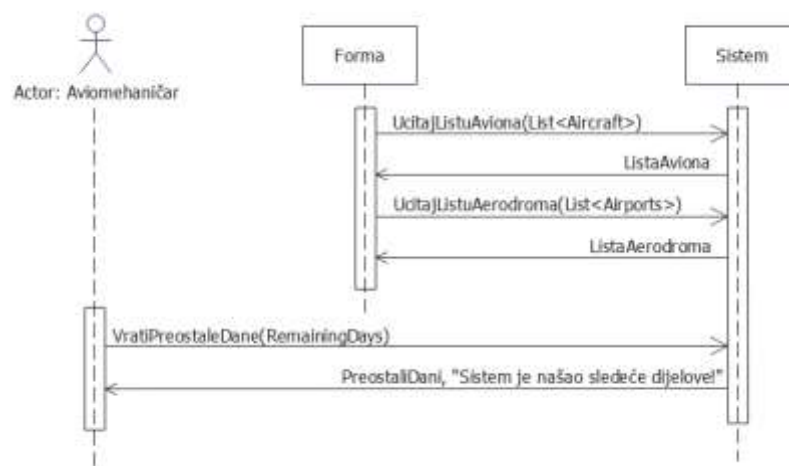 Forma
Sistem
Actor: Aviomehaničar
UcitajListuAviona(List<Aircraft>)
ListaAviona
UcitajListuAerodroma(List<Airports>)
ListaAerodroma
VratiPreostaleDane(RemainingDays)
PreostaliDani, "Sistem je našao sledeće dijelove!"